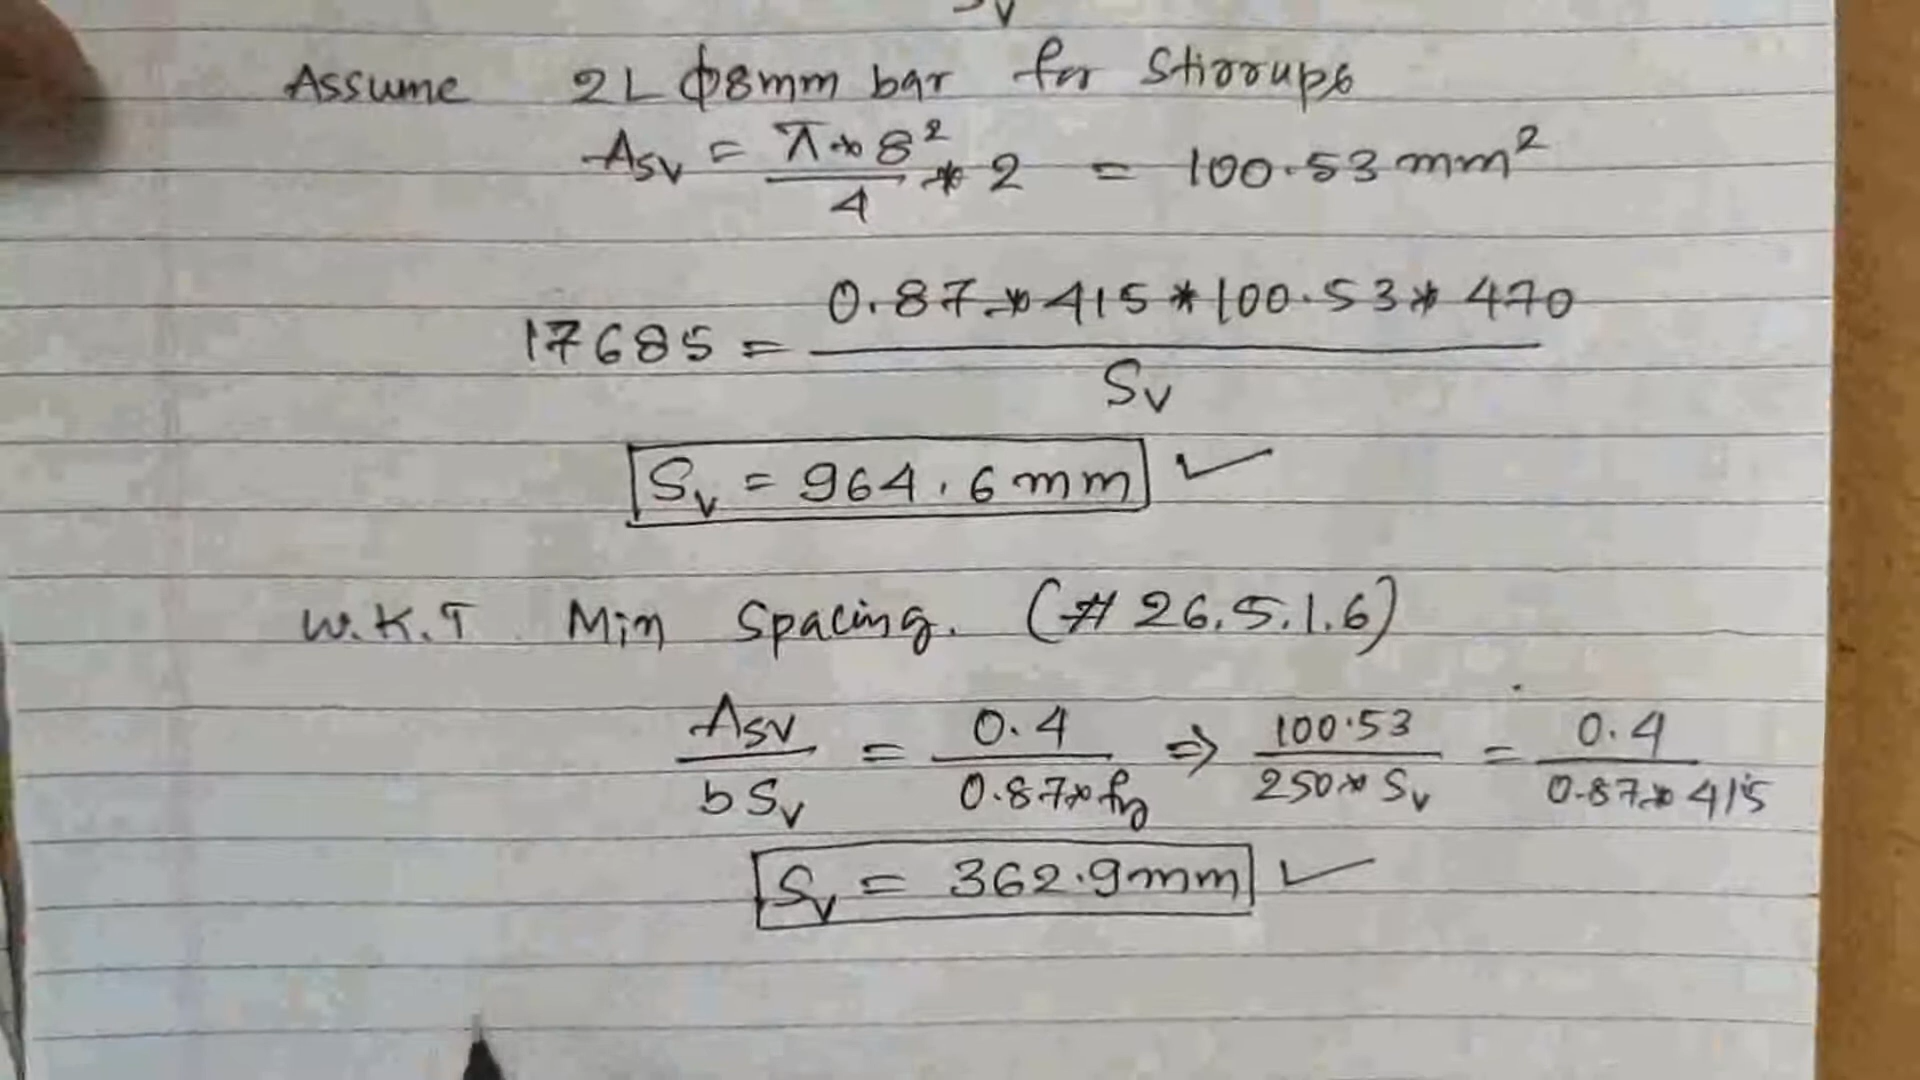 Sv
Assume 2L ϕ8mm bar for Stirrups
Asv = π*8²/4 * 2 = 100.53 mm²
17685 = 0.87*415*100.53*470 / Sv
Sv = 964.6mm ✓
W.K.T Min Spacing. (# 26.5.1.6)
Asv/bSv = 0.4/0.87*fy ⇒ 100.53/250*Sv = 0.4/0.87*415
Sv = 362.9mm ✓